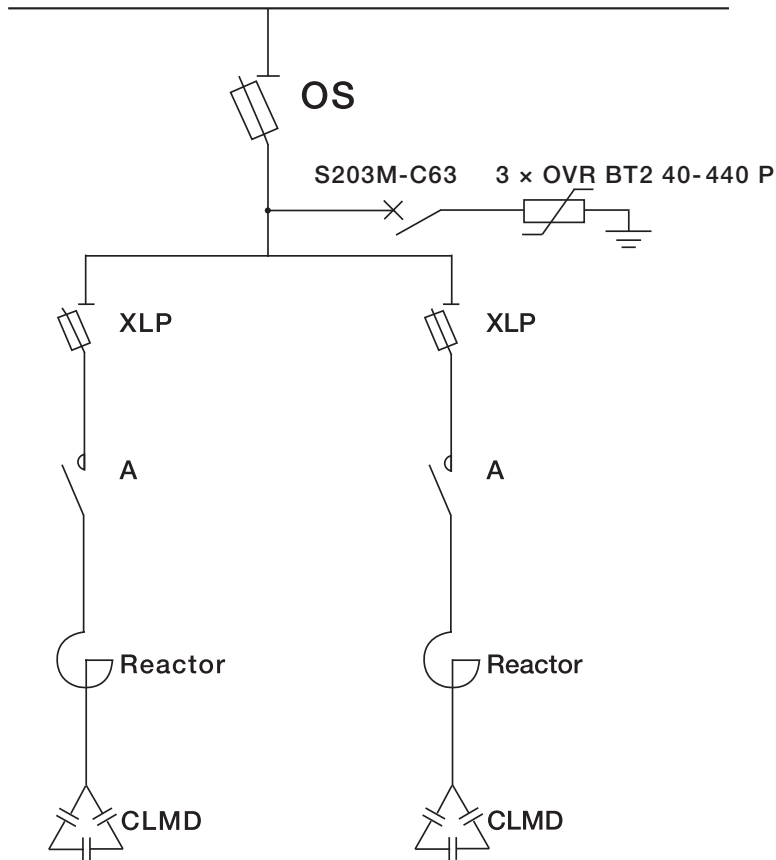 OS
S203M-C63 3 × OVR BT2 40-440 P
XLP XLP
A A
Reactor Reactor
CLMD CLMD